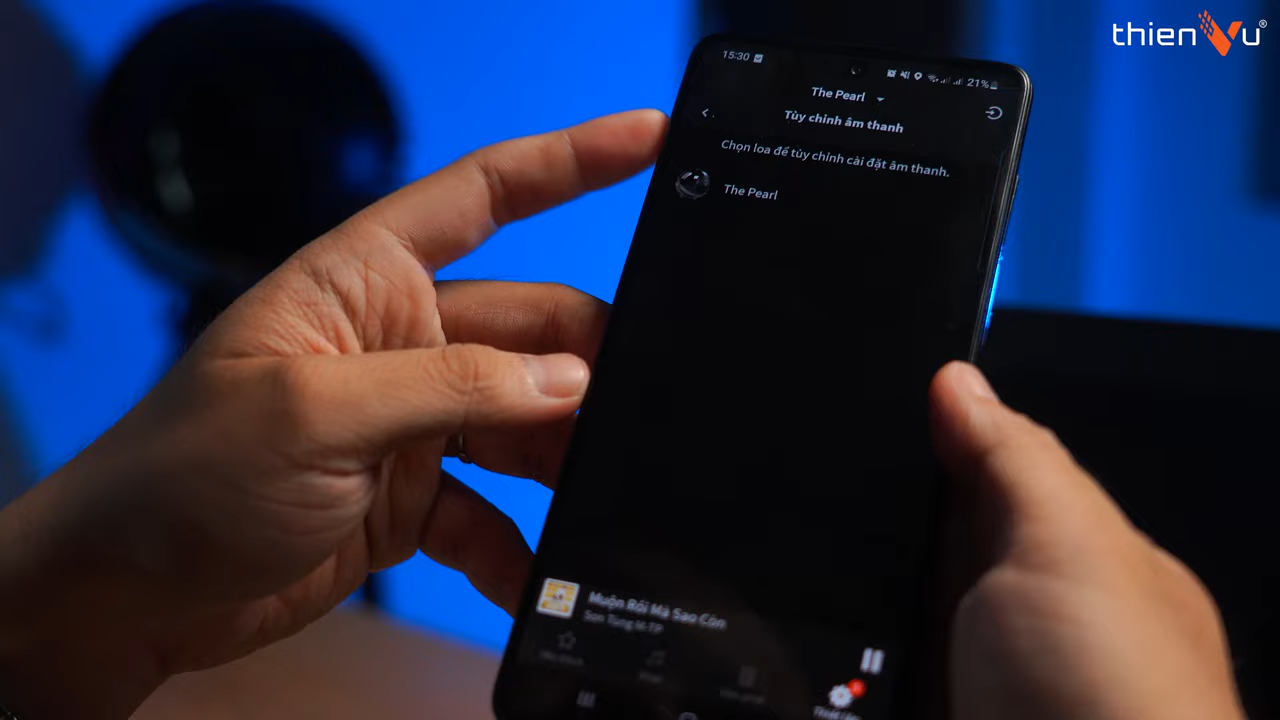 thienVu®
15:30 21%
The Pearl
Tùy chỉnh âm thanh
Chọn loa để tùy chỉnh cài đặt âm thanh.
The Pearl
Muộn Rồi Mà Sao Còn
Sơn Tùng M-TP